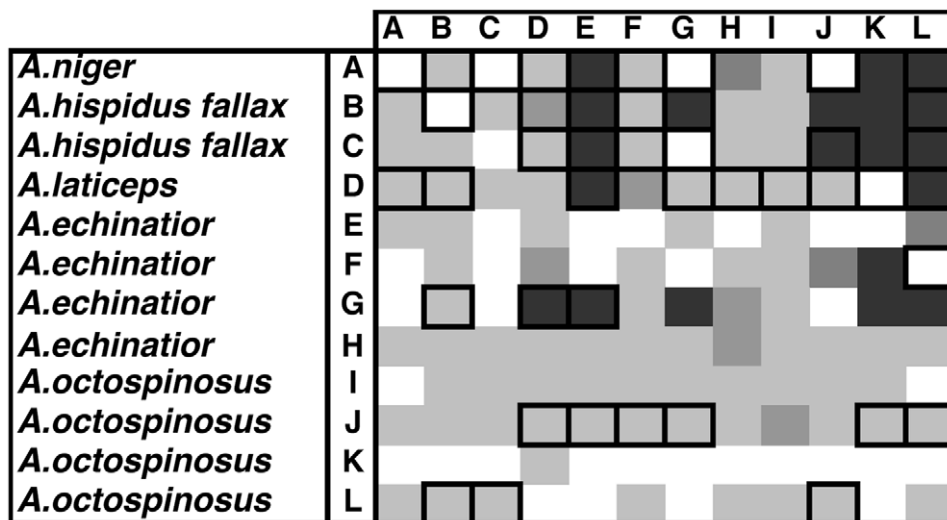 A B C D E F G H I J K L
A.niger A
A.hispidus fallax B
A.hispidus fallax C
A.laticeps D
A.echinatior E
A.echinatior F
A.echinatior G
A.echinatior H
A.octospinosus I
A.octospinosus J
A.octospinosus K
A.octospinosus L